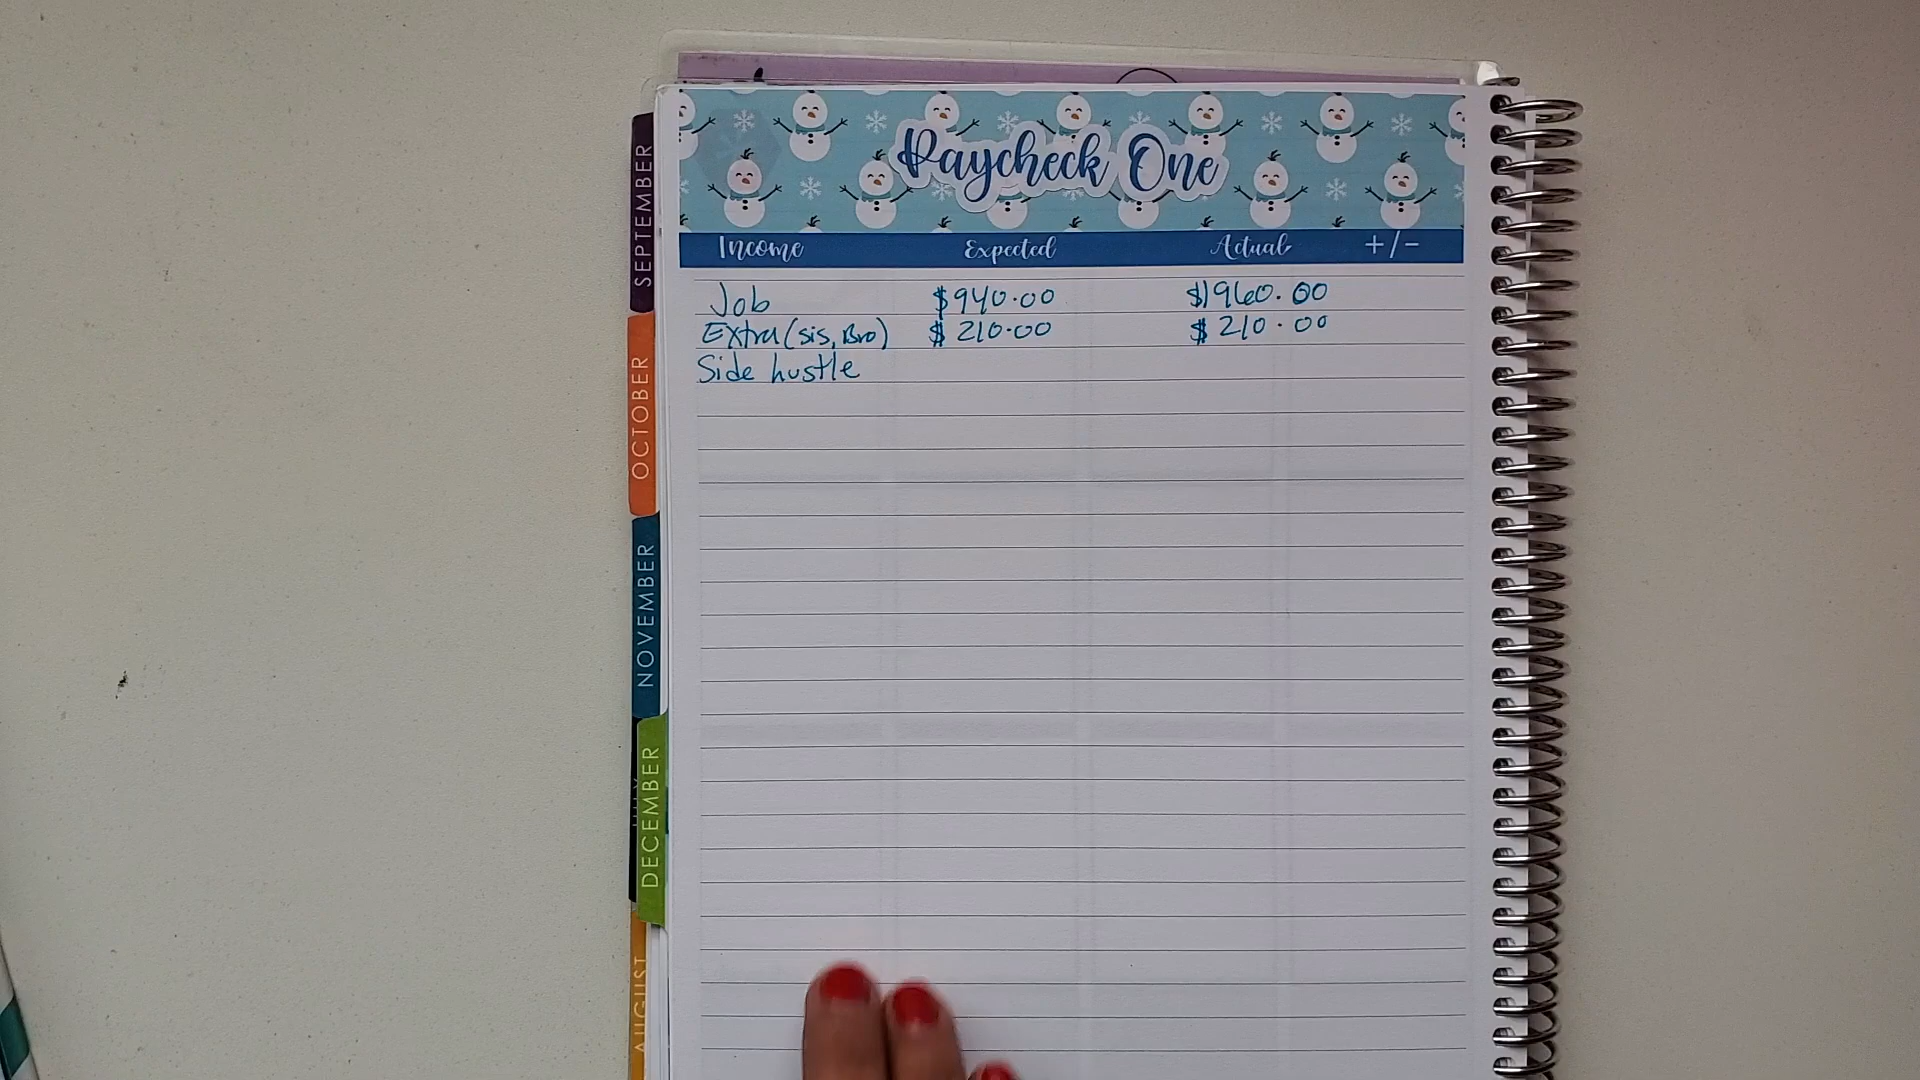 Paycheck One
Income Expected Actual +/-
Job $940.00 $1960.00
Extra (sis, Bro) $210.00 $210.00
Side hustle
SEPTEMBER
OCTOBER
NOVEMBER
DECEMBER
AUGUST